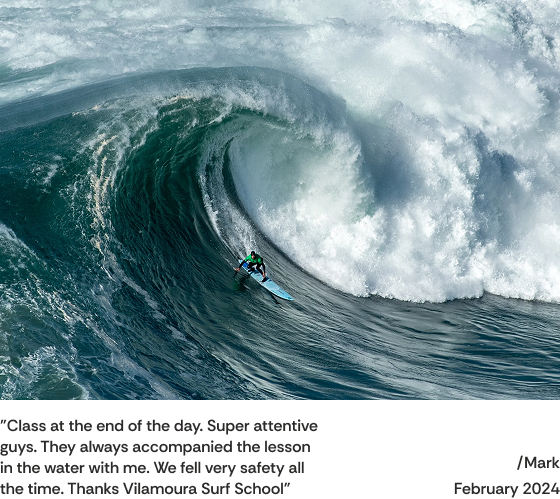 "Class at the end of the day. Super attentive
guys. They always accompanied the lesson
in the water with me. We fell very safety all
the time. Thanks Vilamoura Surf School"
/Mark
February 2024